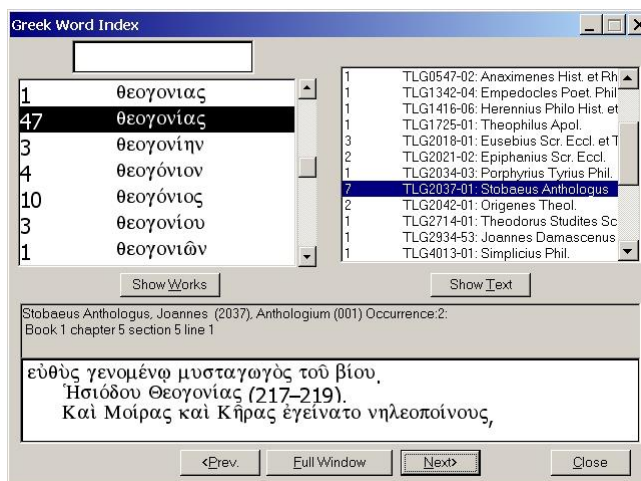 Greek Word Index
1 θεογονιας
47 θεογονίας
3 θεογονίην
4 θεογόνιον
10 θεογόνιος
3 θεογονίου
1 θεογονιῶν
1 TLG0547-02: Anaximenes Hist. et Rh
1 TLG1342-04: Empedocles Poet. Phil
1 TLG1416-06: Herennius Philo Hist. et
1 TLG1725-01: Theophilus Apol.
3 TLG2018-01: Eusebius Scr. Eccl. et T
2 TLG2021-02: Epiphanius Scr. Eccl.
1 TLG2034-03: Porphyrius Tyrius Phil.
7 TLG2037-01: Stobaeus Anthologus
2 TLG2042-01: Origenes Theol.
1 TLG2714-01: Theodorus Studites Sc
1 TLG2934-53: Joannes Damascenus
1 TLG4013-01: Simplicius Phil.
Show Works
Show Text
Stobaeus Anthologus, Joannes (2037), Anthologium (001) Occurrence:2:
Book 1 chapter 5 section 5 line 1
εὐθὺς γενομένῳ μυσταγωγὸς τοῦ βίου.
Ἡσιόδου Θεογονίας (217–219).
Καὶ Μοίρας καὶ Κῆρας ἐγείνατο νηλεοποίνους,
<Prev.
Full Window
Next>
Close